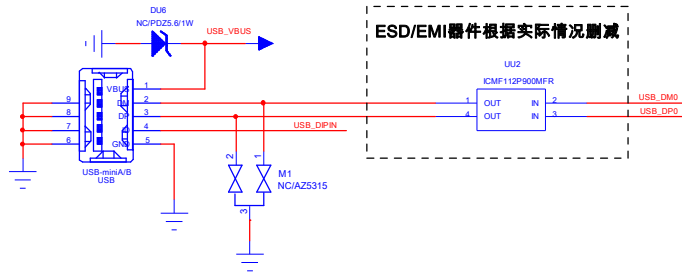 DU6
NC/PDZ5.6/1W
USB_VBUS
ESD/EMI器件根据实际情况删减
UU2
ICMF112P900MFR
VBUS 1
9 DM 2
8 DP 3
7 4
6 GND 5
USB_DIPIN
1 OUT IN 2
4 OUT IN 3
USB_DM0
USB_DP0
USB-miniA/B
USB
2 1
M1
NC/AZ5315
3